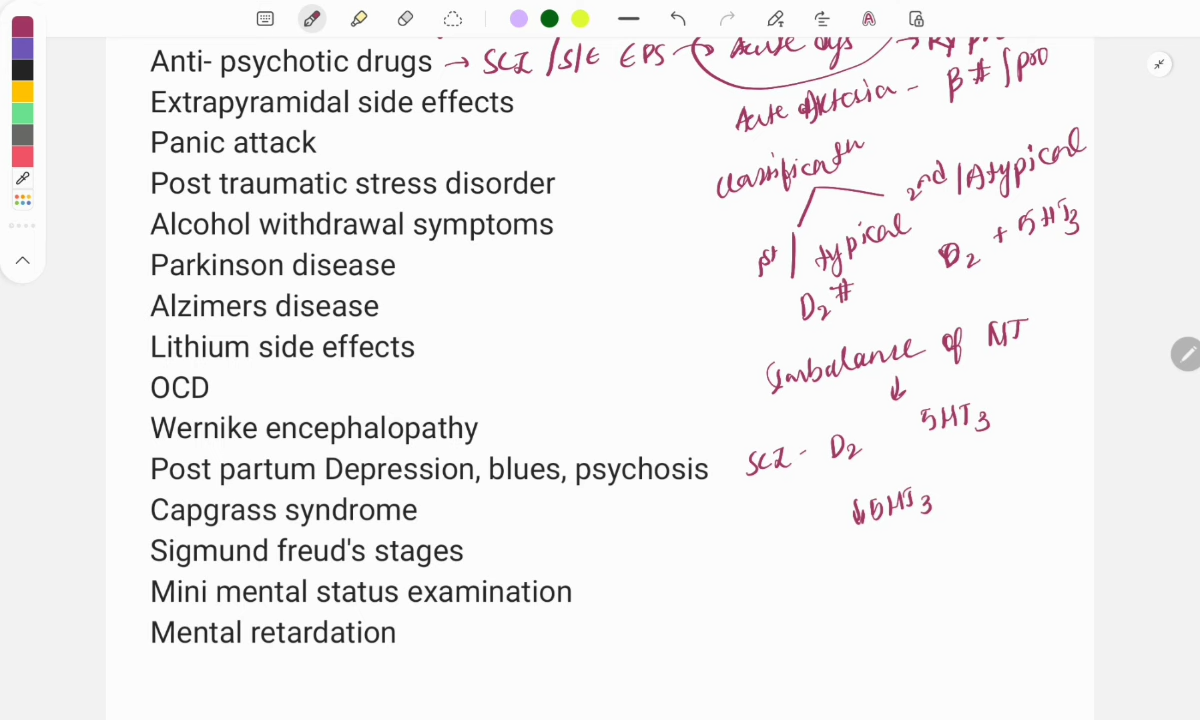 Anti- psychotic drugs → SCZ /S/E EPS → Acute dys
Acute Aktasia - β # / pro
Extrapyramidal side effects
Panic attack
classificatn
Post traumatic stress disorder
1st / typical 2nd / Atypical
D2 # D2 + 5HT3
Alcohol withdrawal symptoms
Parkinson disease
Alzimers disease
Lithium side effects
Imbalance of NT
↓
OCD
5HT3
Wernike encephalopathy
Post partum Depression, blues, psychosis
SCZ - D2
↓5HT3
Capgrass syndrome
Sigmund freud's stages
Mini mental status examination
Mental retardation